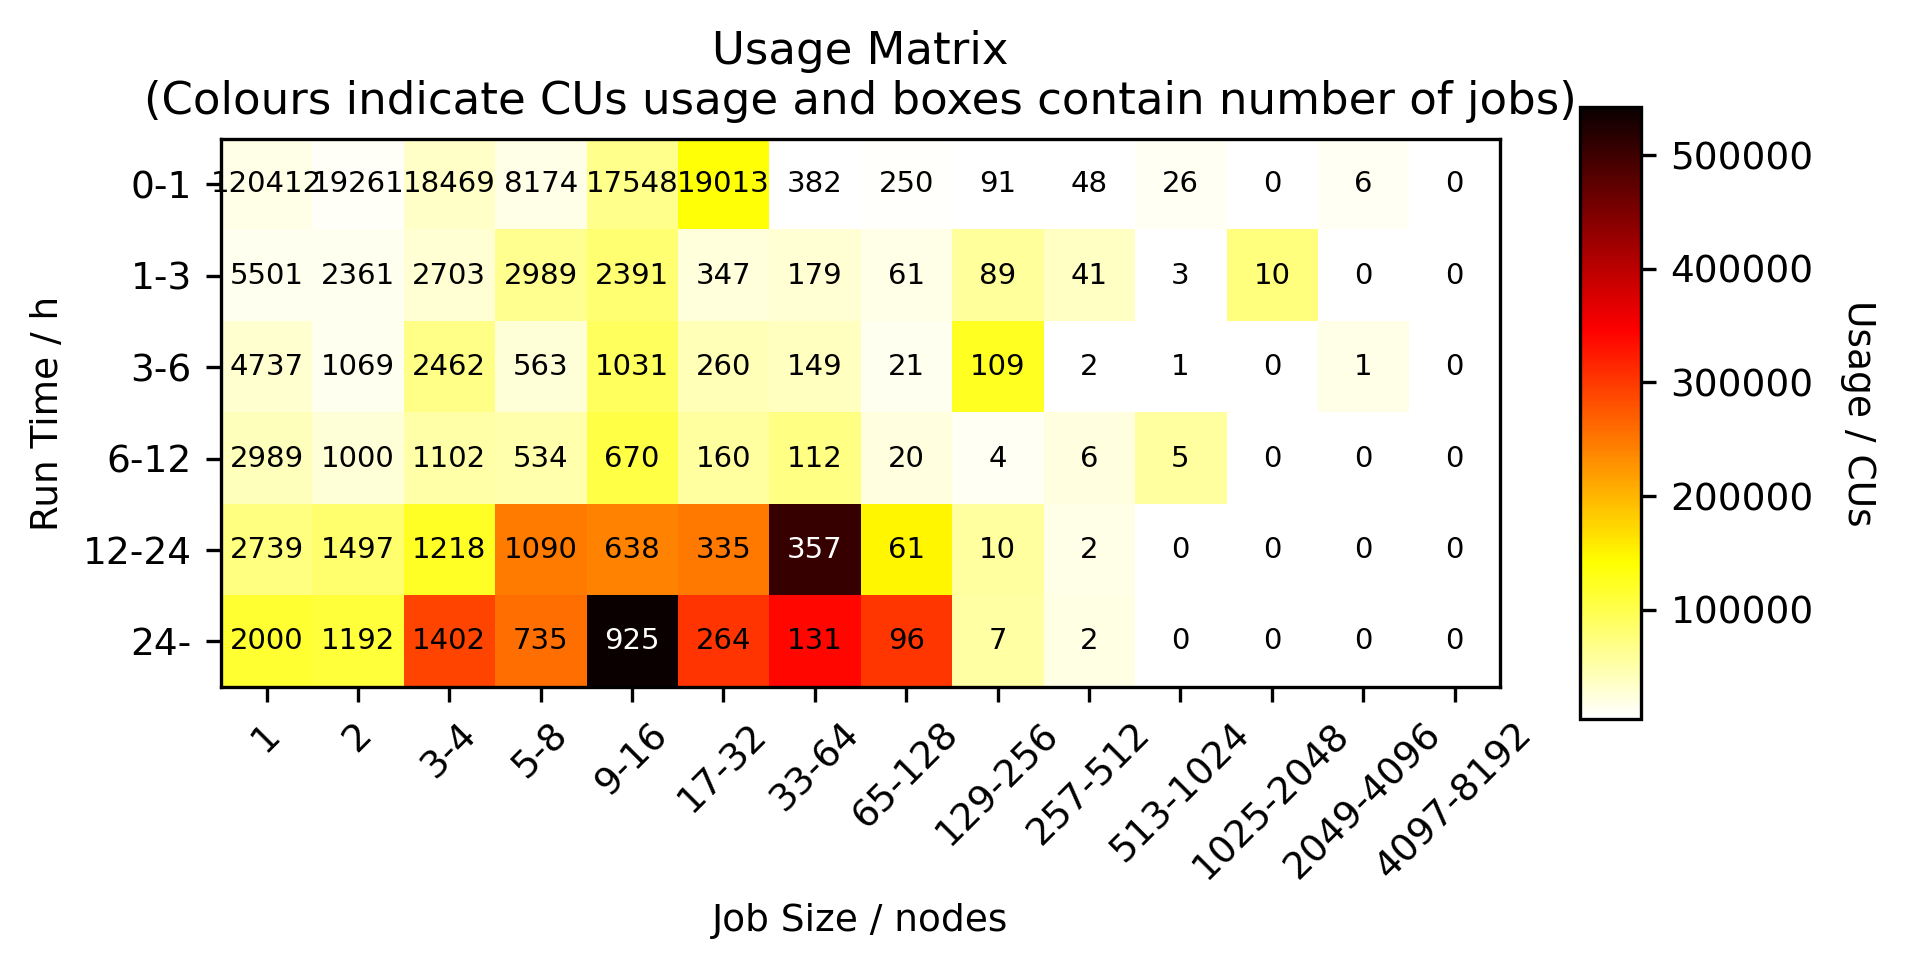 Usage Matrix
(Colours indicate CUs usage and boxes contain number of jobs)
0-1 120412 19261 18469 8174 17548 19013 382 250 91 48 26 0 6 0
1-3 5501 2361 2703 2989 2391 347 179 61 89 41 3 10 0 0
3-6 4737 1069 2462 563 1031 260 149 21 109 2 1 0 1 0
6-12 2989 1000 1102 534 670 160 112 20 4 6 5 0 0 0
12-24 2739 1497 1218 1090 638 335 357 61 10 2 0 0 0 0
24- 2000 1192 1402 735 925 264 131 96 7 2 0 0 0 0
1 2 3-4 5-8 9-16 17-32 33-64 65-128 129-256 257-512 513-1024 1025-2048 2049-4096 4097-8192
Job Size / nodes
Run Time / h
500000
400000
300000
200000
100000
Usage / CUs